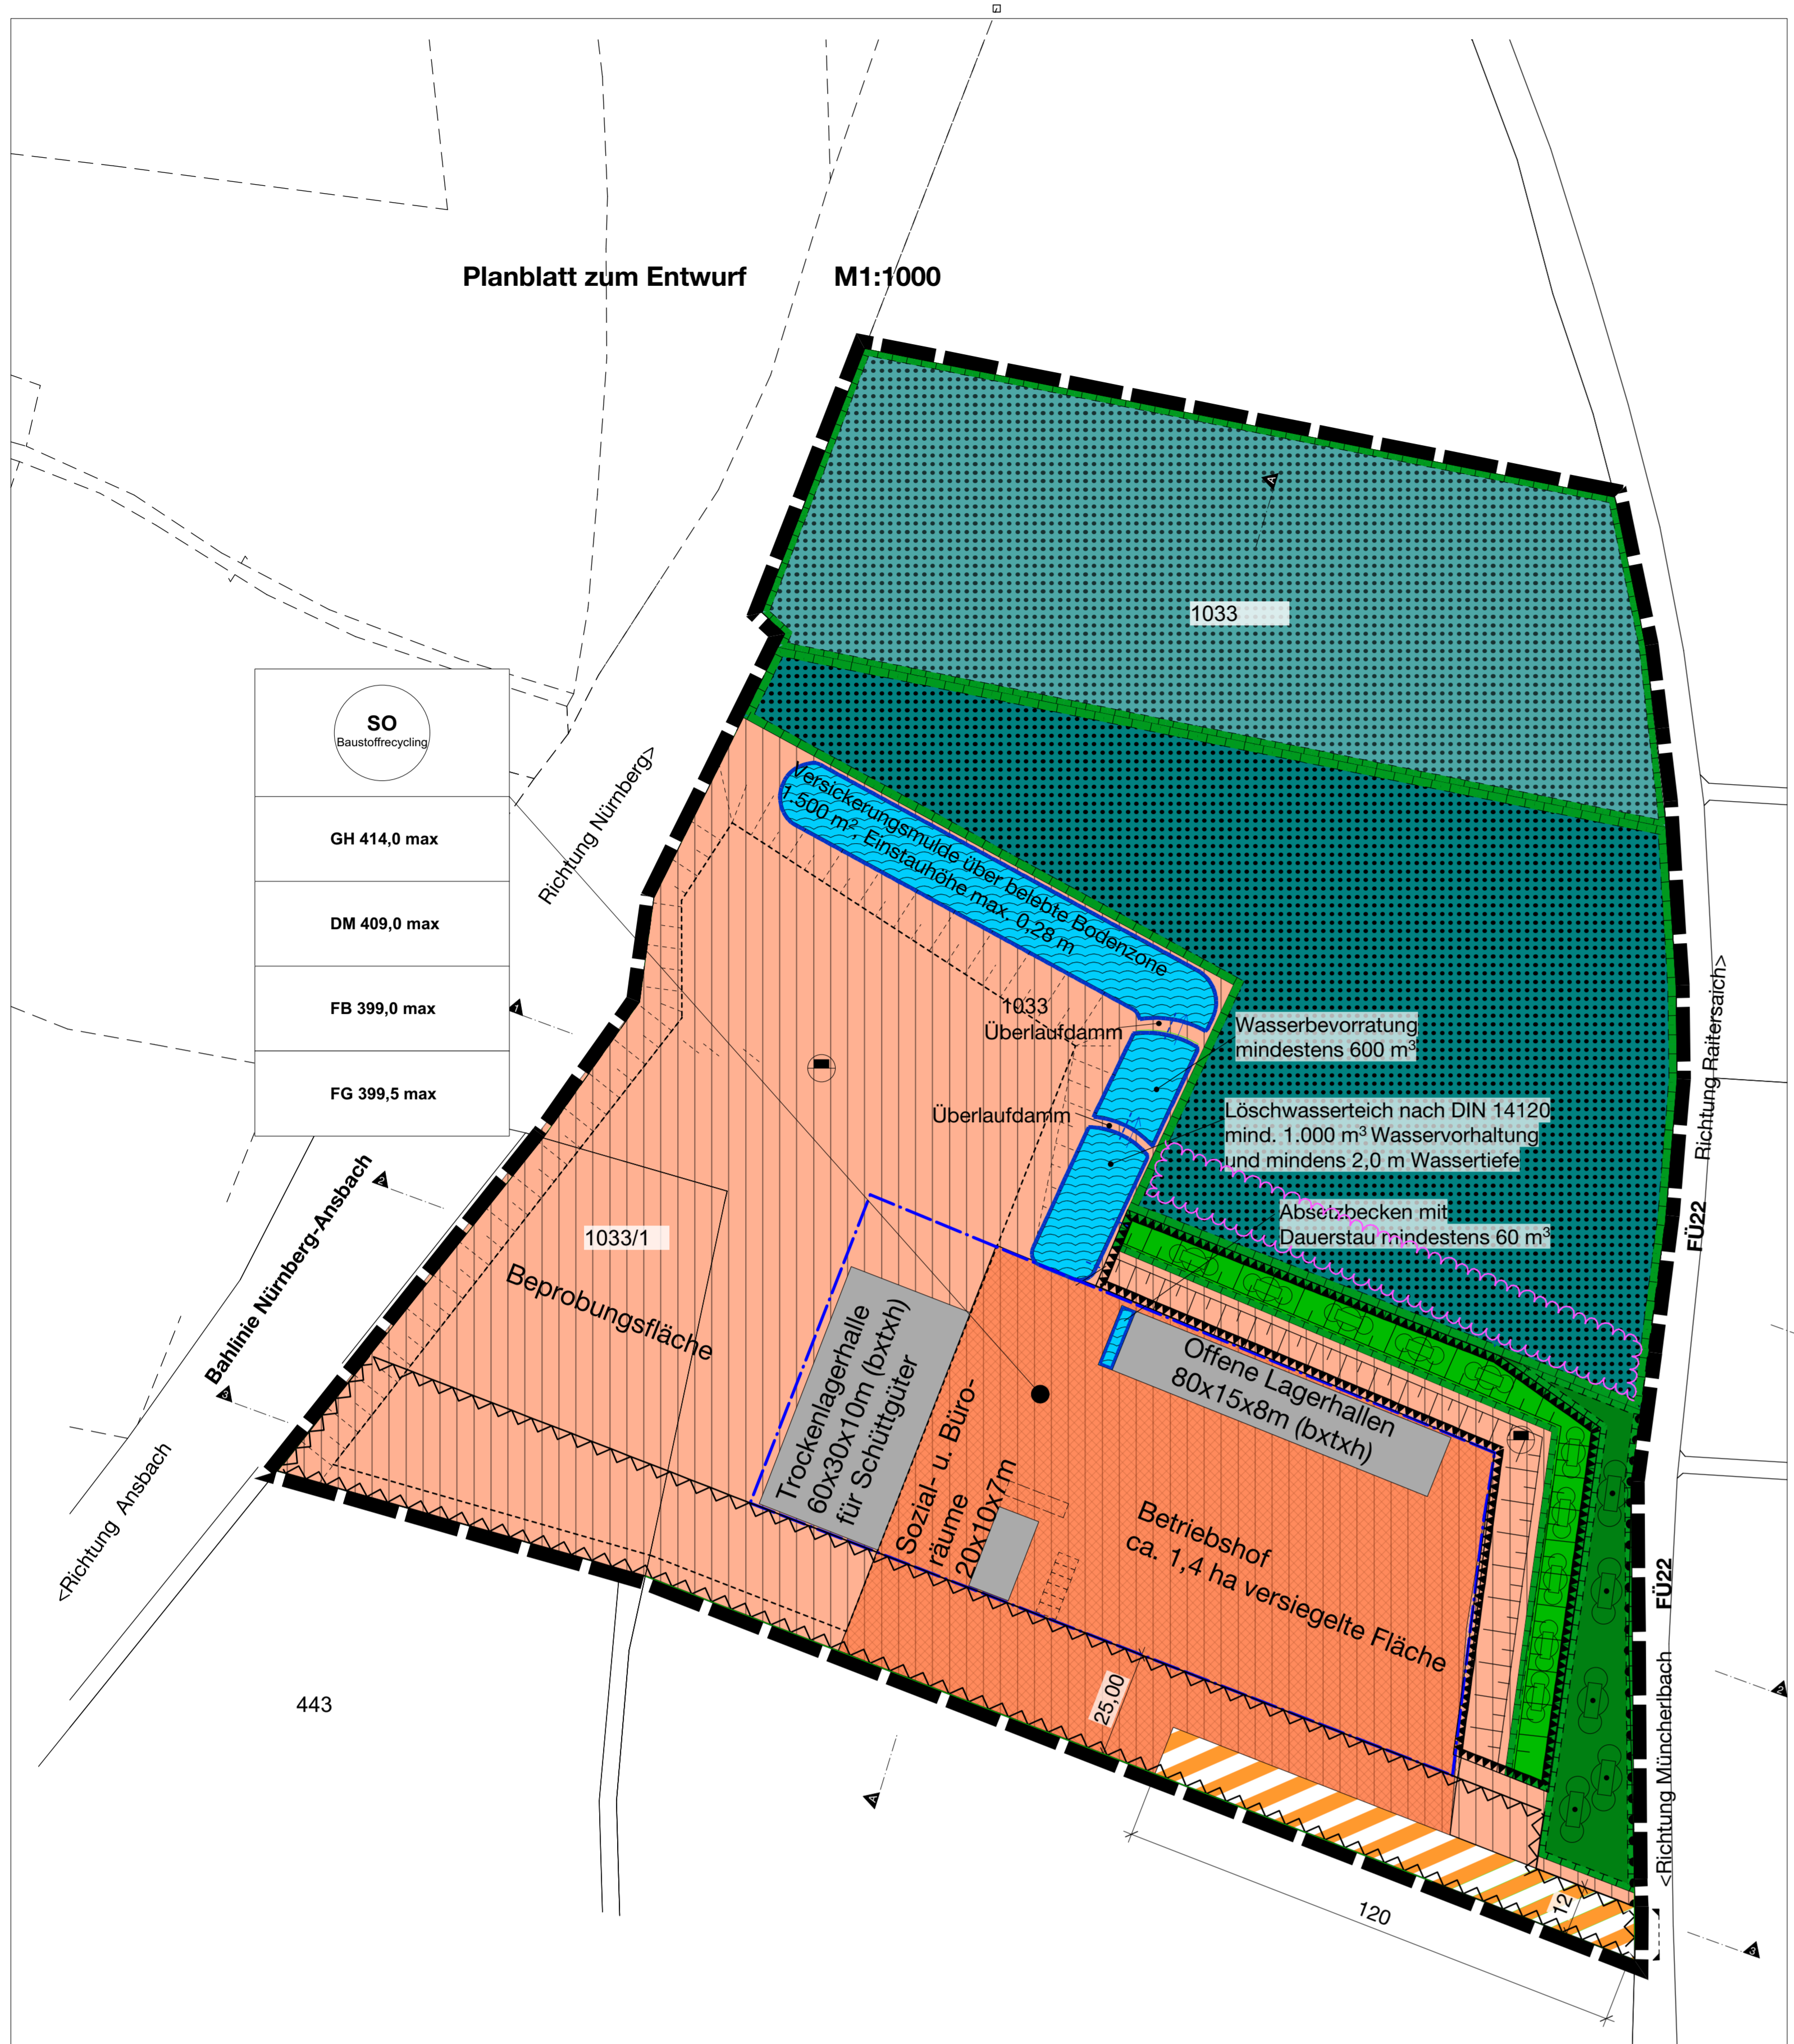 Planblatt zum Entwurf M1:1000
1033
SO
Baustoffrecycling
GH 414,0 max
DM 409,0 max
FB 399,0 max
FG 399,5 max
Richtung Nürnberg>
Versickerungsmulde über belebte Bodenzone
1.500 m², Einstauhöhe max. 0,28 m
1033
Überlaufdamm
Wasserbevorratung
mindestens 600 m³
Überlaufdamm
Löschwasserteich nach DIN 14120
mind. 1.000 m³ Wasservorhaltung
und mindens 2,0 m Wassertiefe
Absetzbecken mit
Dauerstau mindestens 60 m³
Richtung Raitersaich>
FÜ22
1033/1
Beprobungsfläche
Bahlinie Nürnberg-Ansbach
<Richtung Ansbach
Trockenlagerhalle
60x30x10m (bxtxh)
für Schüttgüter
Sozial- u. Büro-
räume
20x10x7m
Offene Lagerhallen
80x15x8m (bxtxh)
Betriebshof
ca. 1,4 ha versiegelte Fläche
FÜ22
<Richtung Müncherlbach
443
25,00
120
12
A
1
2
3
A
2
3